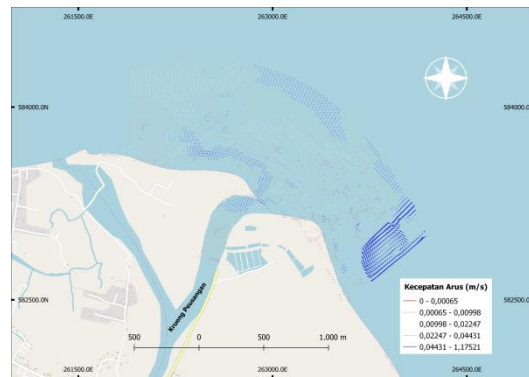 261500.0E
263000.0E
264500.0E
584000.0N
584000.0N
Krueng Peusangan
582500.0N
582500.0N
Kecepatan Arus (m/s)
0 - 0,00065
0,00065 - 0,00998
0,00998 - 0,02247
0,02247 - 0,04431
0,04431 - 1,17521
500
0
500
1,000 m
261500.0E
263000.0E
264500.0E